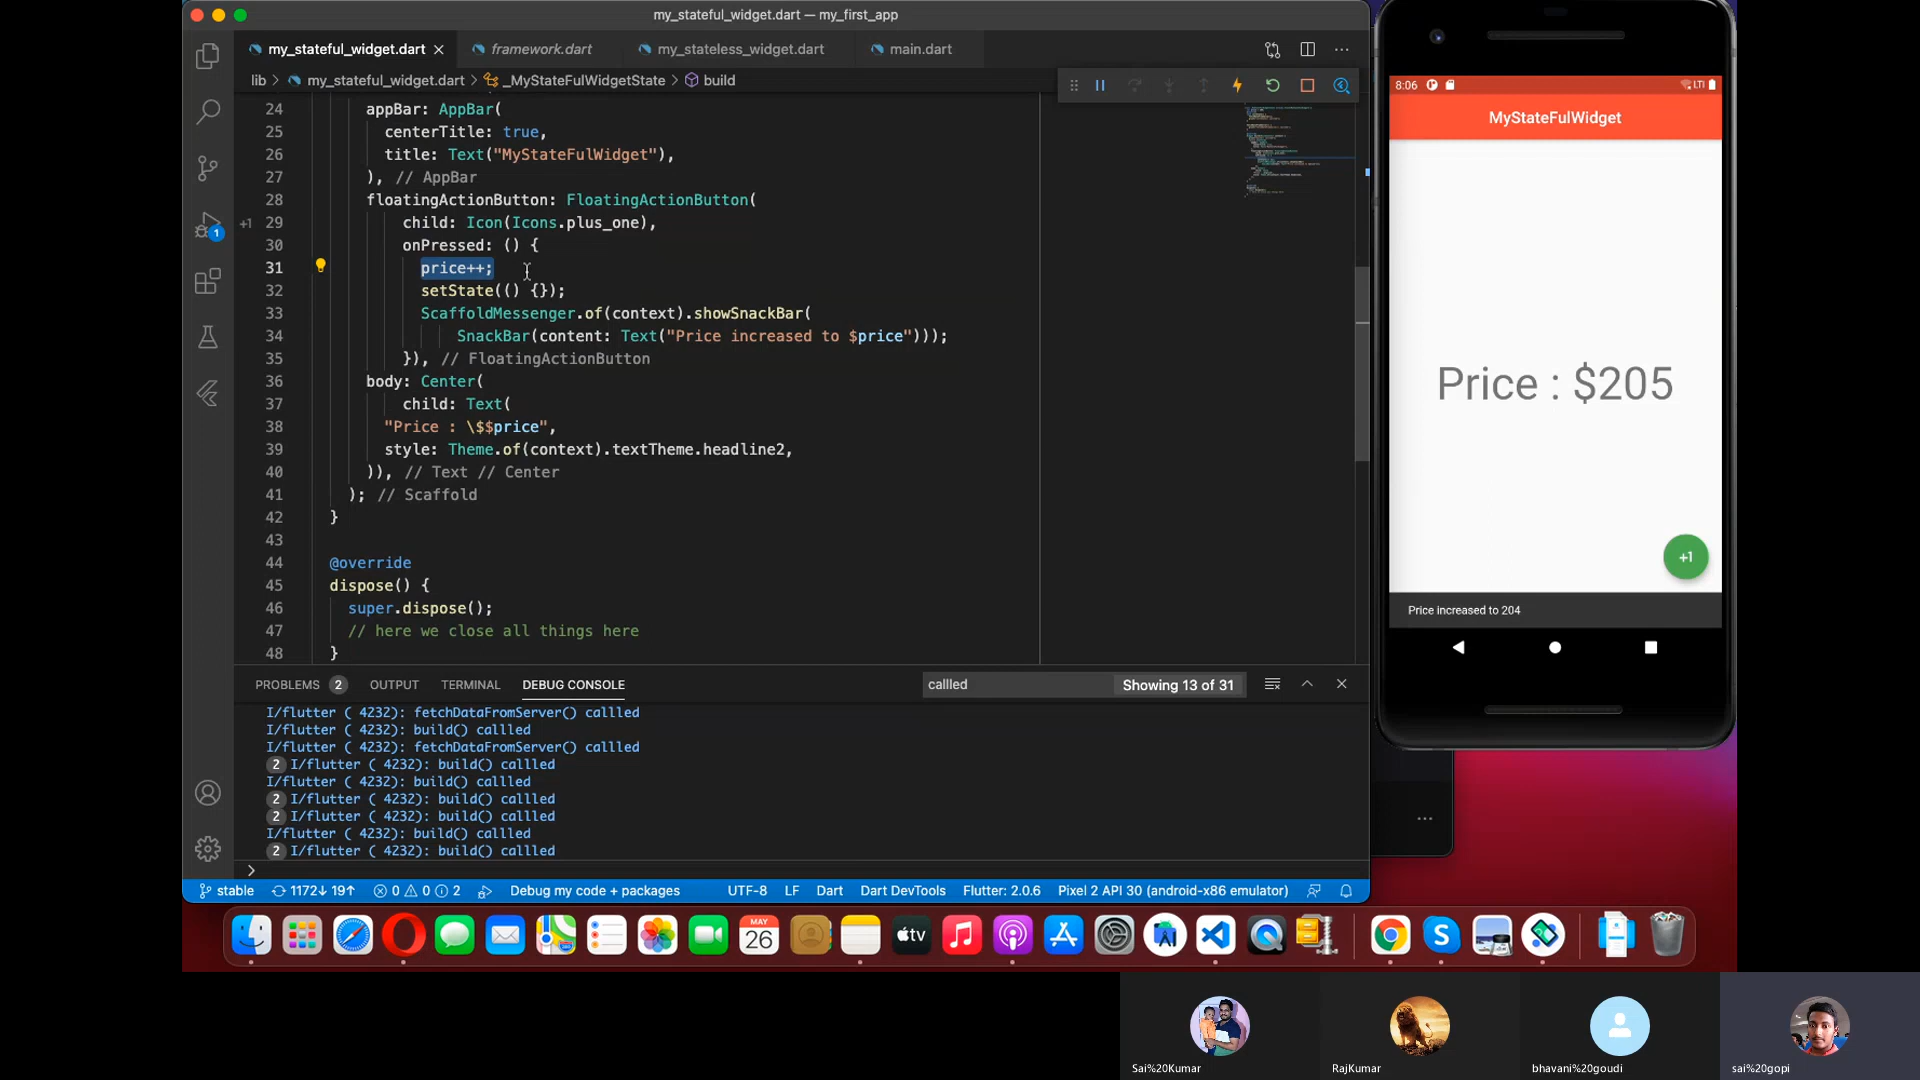 my_stateful_widget.dart — my_first_app
my_stateful_widget.dart
framework.dart
my_stateless_widget.dart
main.dart
lib > my_stateful_widget.dart > _MyStateFulWidgetState > build
24 appBar: AppBar(
25 centerTitle: true,
26 title: Text("MyStateFulWidget"),
27 ), // AppBar
28 floatingActionButton: FloatingActionButton(
+1 29 child: Icon(Icons.plus_one),
30 onPressed: () {
31 price++;
32 setState(() {});
33 ScaffoldMessenger.of(context).showSnackBar(
34 SnackBar(content: Text("Price increased to $price")));
35 }), // FloatingActionButton
36 body: Center(
37 child: Text(
38 "Price : \$$price",
39 style: Theme.of(context).textTheme.headline2,
40 )), // Text // Center
41 ); // Scaffold
42 }
43
44 @override
45 dispose() {
46 super.dispose();
47 // here we close all things here
48 }
1
PROBLEMS 2 OUTPUT TERMINAL DEBUG CONSOLE
callled
Showing 13 of 31
I/flutter ( 4232): fetchDataFromServer() callled
I/flutter ( 4232): build() callled
I/flutter ( 4232): fetchDataFromServer() callled
2 I/flutter ( 4232): build() callled
I/flutter ( 4232): build() callled
2 I/flutter ( 4232): build() callled
2 I/flutter ( 4232): build() callled
I/flutter ( 4232): build() callled
2 I/flutter ( 4232): build() callled
>
stable 1172↓ 19↑ 0 0 2 Debug my code + packages UTF-8 LF Dart Dart DevTools Flutter: 2.0.6 Pixel 2 API 30 (android-x86 emulator)
8:06
LTE
MyStateFulWidget
Price : $205
+1
Price increased to 204
MAY
26
tv
Sai%20Kumar
RajKumar
bhavani%20goudi
sai%20gopi